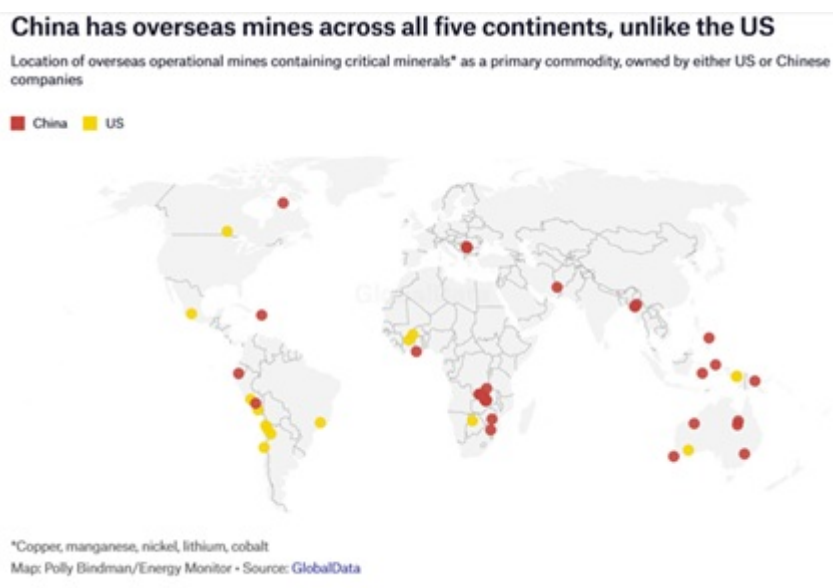 China has overseas mines across all five continents, unlike the US
Location of overseas operational mines containing critical minerals* as a primary commodity, owned by either US or Chinese
companies
China US
*Copper, manganese, nickel, lithium, cobalt
Map: Polly Bindman/Energy Monitor • Source: GlobalData